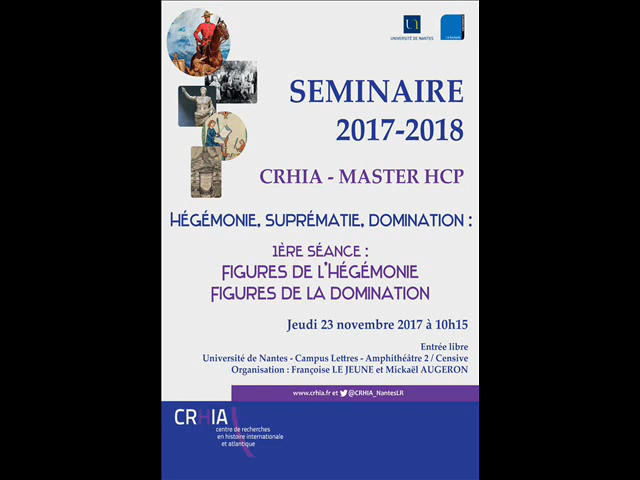 UNIVERSITÉ DE NANTES
SEMINAIRE
2017-2018
CRHIA - MASTER HCP
HÉGÉMONIE, SUPRÉMATIE, DOMINATION :
1ÈRE SÉANCE :
FIGURES DE L'HÉGÉMONIE
FIGURES DE LA DOMINATION
Jeudi 23 novembre 2017 à 10h15
Entrée libre
Université de Nantes - Campus Lettres - Amphithéâtre 2 / Censive
Organisation : Françoise LE JEUNE et Mickaël AUGERON
www.crhia.fr et @CRHIA_NantesLR
CRHIA
centre de recherches
en histoire internationale
et atlantique